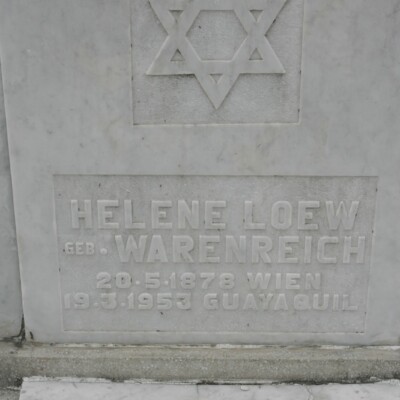 HELENE LOEW
GEB. WARENREICH
20·5·1878 WIEN
19·3·1953 GUAYAQUIL